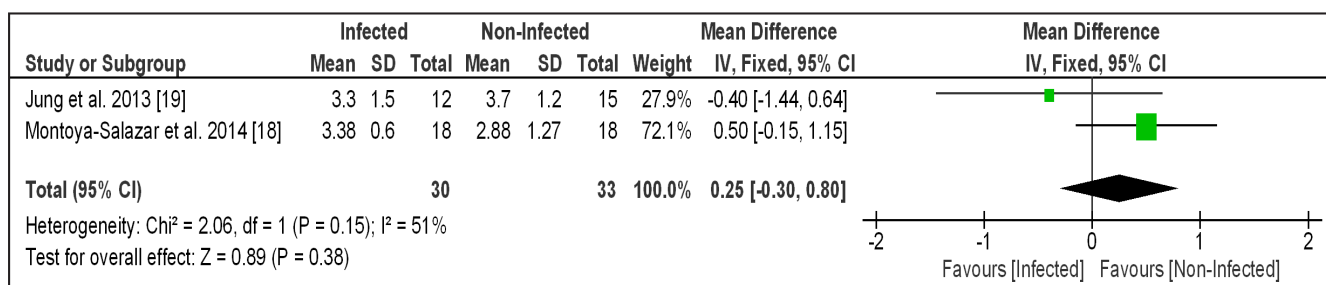 Infected Non-Infected Mean Difference Mean Difference
Study or Subgroup Mean SD Total Mean SD Total Weight IV, Fixed, 95% CI IV, Fixed, 95% CI
Jung et al. 2013 [19] 3.3 1.5 12 3.7 1.2 15 27.9% -0.40 [-1.44, 0.64]
Montoya-Salazar et al. 2014 [18] 3.38 0.6 18 2.88 1.27 18 72.1% 0.50 [-0.15, 1.15]
Total (95% CI) 30 33 100.0% 0.25 [-0.30, 0.80]
Heterogeneity: Chi² = 2.06, df = 1 (P = 0.15); I² = 51%
Test for overall effect: Z = 0.89 (P = 0.38)
-2 -1 0 1 2
Favours [Infected] Favours [Non-Infected]